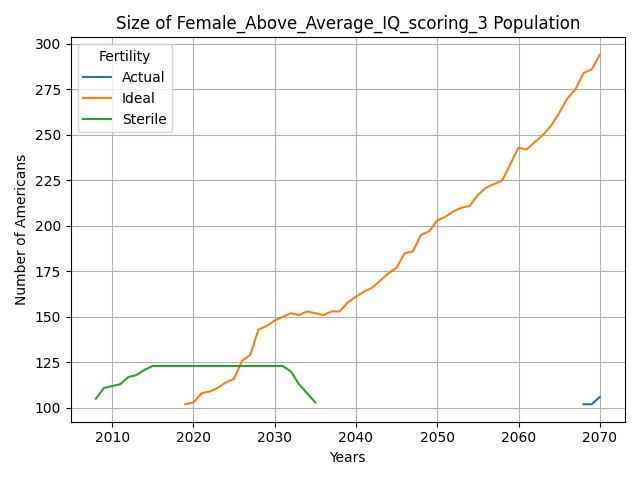 Size of Female_Above_Average_IQ_scoring_3 Population
Fertility
Actual
Ideal
Sterile
Number of Americans
300
275
250
225
200
175
150
125
100
2010 2020 2030 2040 2050 2060 2070
Years